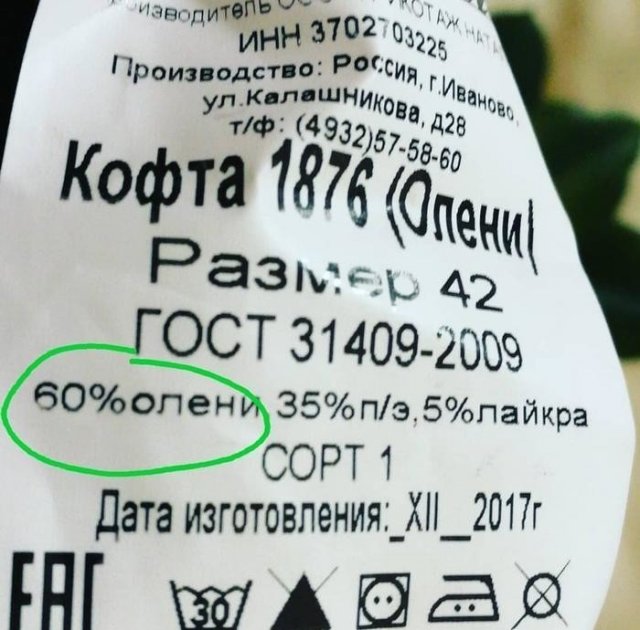 ИНН 3702703225
Производство: Россия, г.Иваново,
ул.Калашникова, д28
т/ф: (4932)57-58-60
Кофта 1876 (Олени(
Размер 42
ГОСТ 31409-2009
60%олени, 35%п/э,5%лайкра
СОРТ 1
Дата изготовления:_XII__2017г
EAC 30